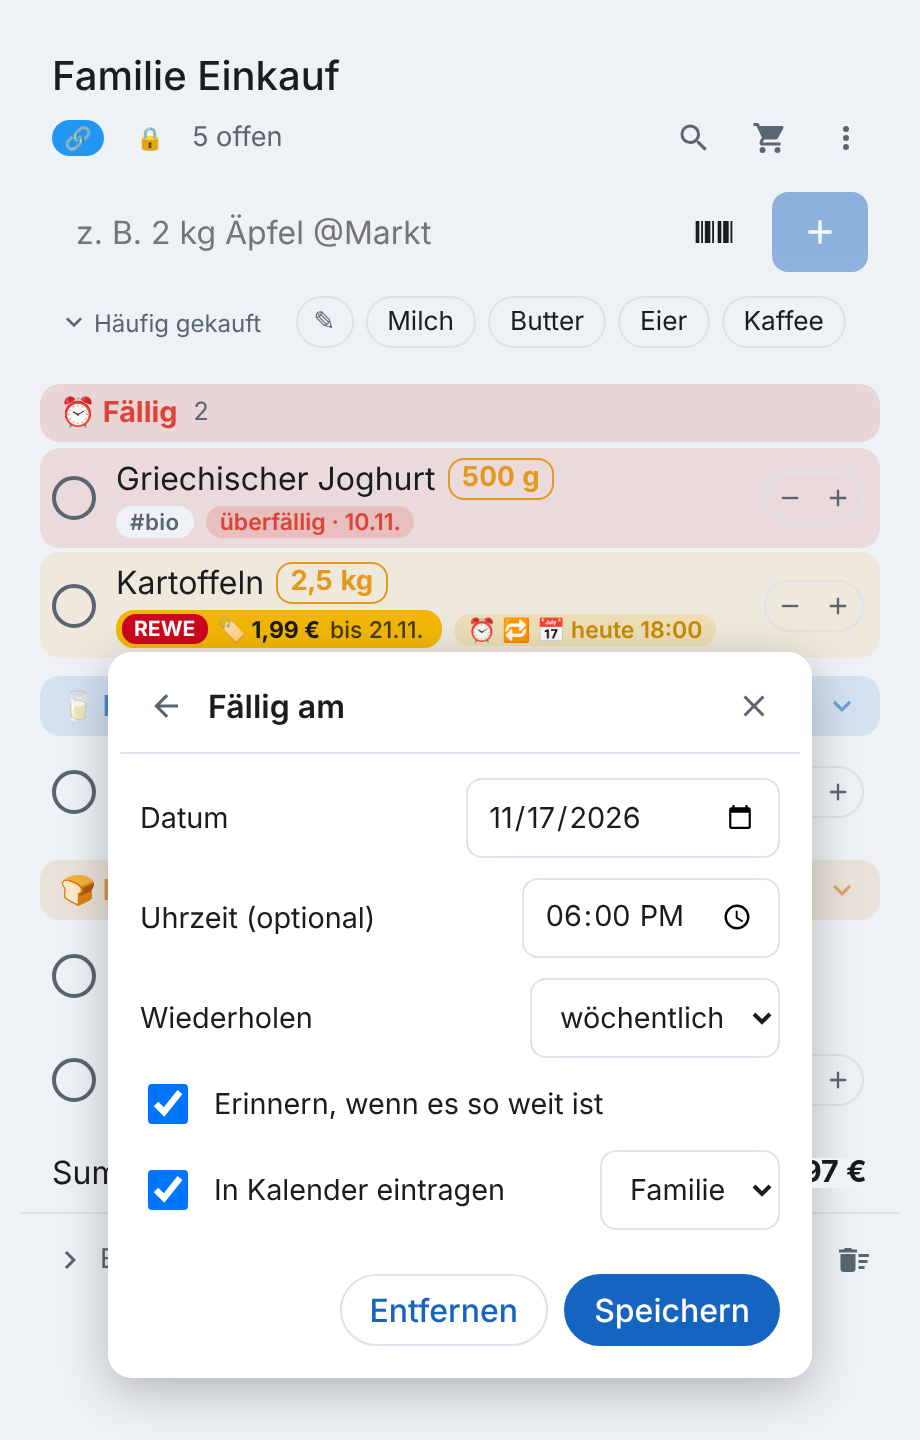 Familie Einkauf
5 offen
z. B. 2 kg Äpfel @Markt
Häufig gekauft
Milch
Butter
Eier
Kaffee
Fällig 2
Griechischer Joghurt 500 g
#bio überfällig · 10.11.
Kartoffeln 2,5 kg
REWE 1,99 € bis 21.11. heute 18:00
Fällig am
Datum 11/17/2026
Uhrzeit (optional) 06:00 PM
Wiederholen wöchentlich
Erinnern, wenn es so weit ist
In Kalender eintragen Familie
97 €
Entfernen Speichern